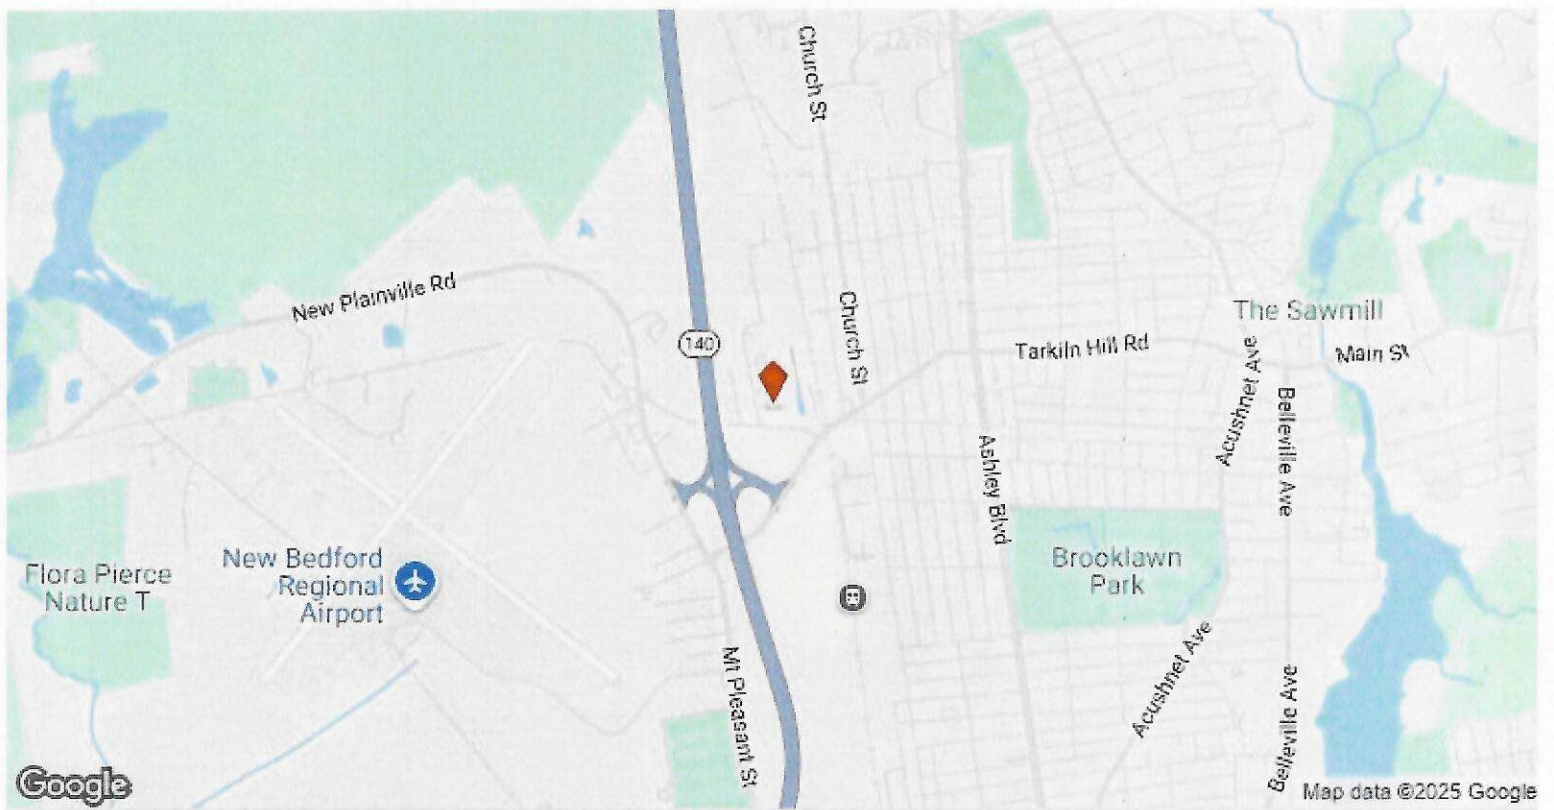 Church St
New Plainville Rd
140
Church St
The Sawmill
Tarkiln Hill Rd
Main St
Acushnet Ave
Belleville Ave
Ashley Blvd
New Bedford
Regional
Airport
Flora Pierce
Nature T
Brooklawn
Park
Mt Pleasant St
Acushnet Ave
Belleville Ave
Google
Map data ©2025 Google